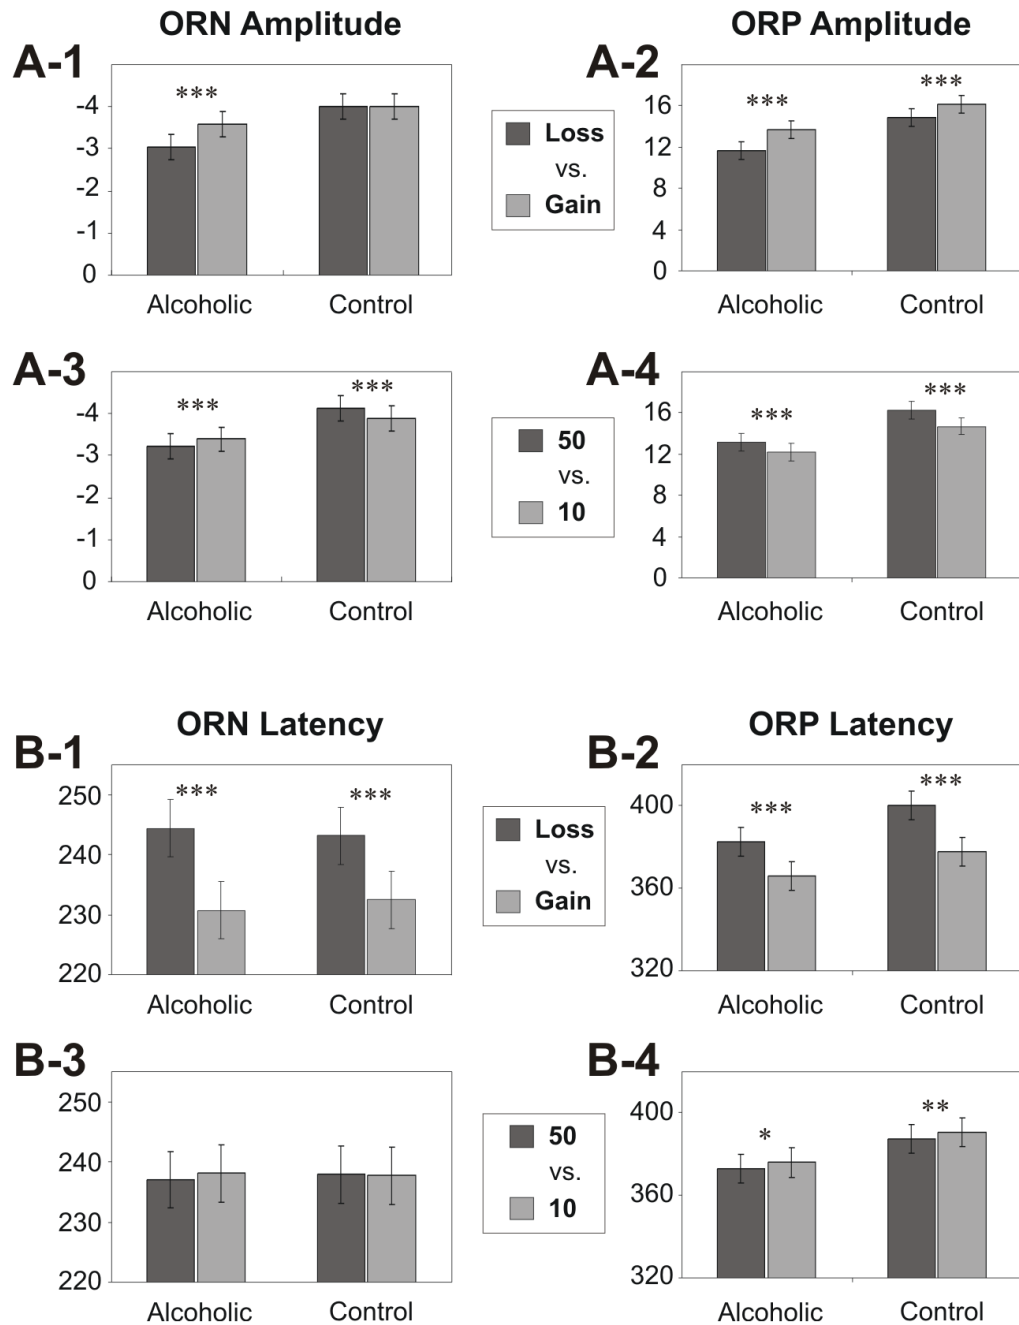 ORN Amplitude
ORP Amplitude
A-1
-4
-3
-2
-1
0
***
Alcoholic
Control
Loss
vs.
Gain
A-2
16
12
8
4
0
***
***
Alcoholic
Control
A-3
-4
-3
-2
-1
0
***
***
Alcoholic
Control
50
vs.
10
A-4
16
12
8
4
0
***
***
Alcoholic
Control
ORN Latency
ORP Latency
B-1
250
240
230
220
***
***
Alcoholic
Control
Loss
vs.
Gain
B-2
400
360
320
***
***
Alcoholic
Control
B-3
250
240
230
220
Alcoholic
Control
50
vs.
10
B-4
400
360
320
*
**
Alcoholic
Control